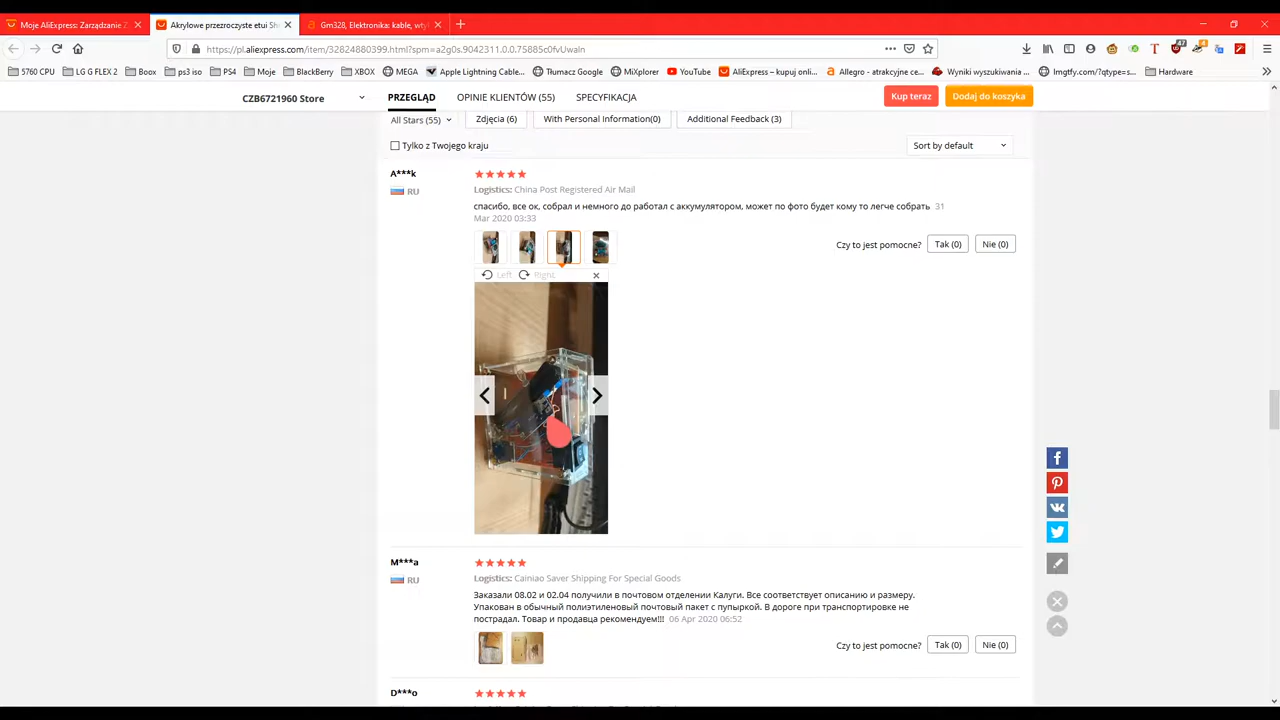 Moje AliExpress: Zarządzanie Z
Akrylowe przezroczyste etui Sh
Gm328, Elektronika: kable, wty
https://pl.aliexpress.com/item/32824880399.html?spm=a2g0s.9042311.0.0.75885c0fvUwaln
47
4
5760 CPU
LG G FLEX 2
Boox
ps3 iso
PS4
Moje
BlackBerry
XBOX
MEGA
Apple Lightning Cable...
Tłumacz Google
MiXplorer
YouTube
AliExpress – kupuj onli...
Allegro - atrakcyjne ce...
Wyniki wyszukiwania ...
lmgtfy.com/?qtype=s...
Hardware
CZB6721960 Store
PRZEGLĄD
OPINIE KLIENTÓW (55)
SPECYFIKACJA
Kup teraz
Dodaj do koszyka
All Stars (55)
Zdjęcia (6)
With Personal Information(0)
Additional Feedback (3)
Tylko z Twojego kraju
Sort by default
A***k
RU
Logistics: China Post Registered Air Mail
спасибо, все ок, собрал и немного до работал с аккумулятором, может по фото будет кому то легче собрать 31
Mar 2020 03:33
Czy to jest pomocne?
Tak (0)
Nie (0)
Left
Right
M***a
RU
Logistics: Cainiao Saver Shipping For Special Goods
Заказали 08.02 и 02.04 получили в почтовом отделении Калуги. Все соответствует описанию и размеру.
Упакован в обычный полиэтиленовый почтовый пакет с пупыркой. В дороге при транспортировке не
пострадал. Товар и продавца рекомендуем!!! 06 Apr 2020 06:52
Czy to jest pomocne?
Tak (0)
Nie (0)
D***o